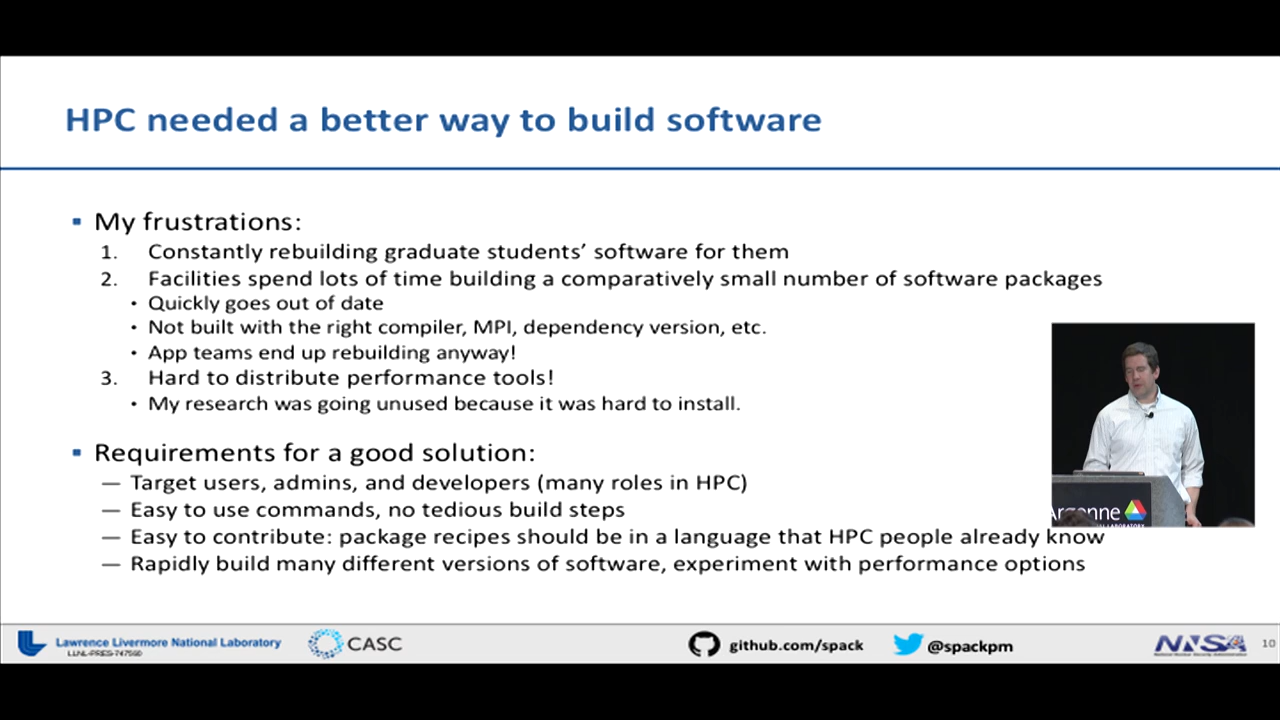 HPC needed a better way to build software
▪ My frustrations:
1. Constantly rebuilding graduate students’ software for them
2. Facilities spend lots of time building a comparatively small number of software packages
• Quickly goes out of date
• Not built with the right compiler, MPI, dependency version, etc.
• App teams end up rebuilding anyway!
3. Hard to distribute performance tools!
• My research was going unused because it was hard to install.
▪ Requirements for a good solution:
— Target users, admins, and developers (many roles in HPC)
— Easy to use commands, no tedious build steps
— Easy to contribute: package recipes should be in a language that HPC people already know
— Rapidly build many different versions of software, experiment with performance options
Argonne
Lawrence Livermore National Laboratory
LLNL-PRES-747560
CASC
github.com/spack
@spackpm
NNSA
National Nuclear Security Administration
10